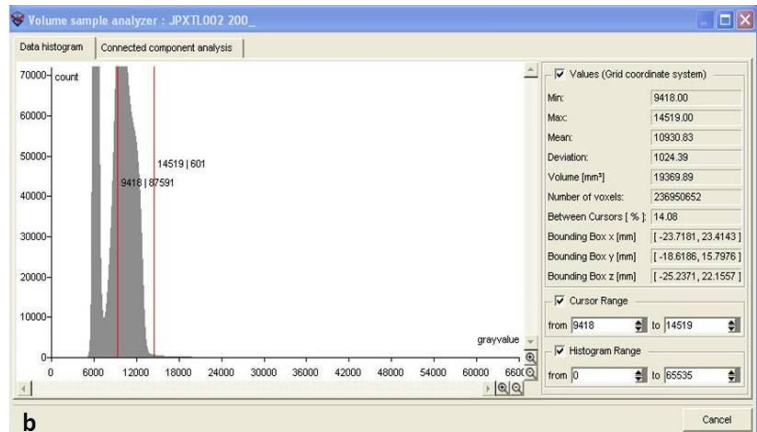 Volume sample analyzer : JPXTL002 200_
Data histogram
Connected component analysis
70000
count
60000
50000
40000
30000
20000
10000
0
14519 | 601
9418 | 87591
grayvalue
0 6000 12000 18000 24000 30000 36000 42000 48000 54000 60000 6600
Values (Grid coordinate system)
Min: 9418.00
Max: 14519.00
Mean: 10930.83
Deviation: 1024.39
Volume [mm³] 19369.89
Number of voxels: 236950652
Between Cursors [ % ]: 14.08
Bounding Box x [mm] [ -23.7181, 23.4143 ]
Bounding Box y [mm] [ -18.6186, 15.7976 ]
Bounding Box z [mm] [ -25.2371, 22.1557 ]
Cursor Range
from 9418 to 14519
Histogram Range
from 0 to 65535
Cancel
b